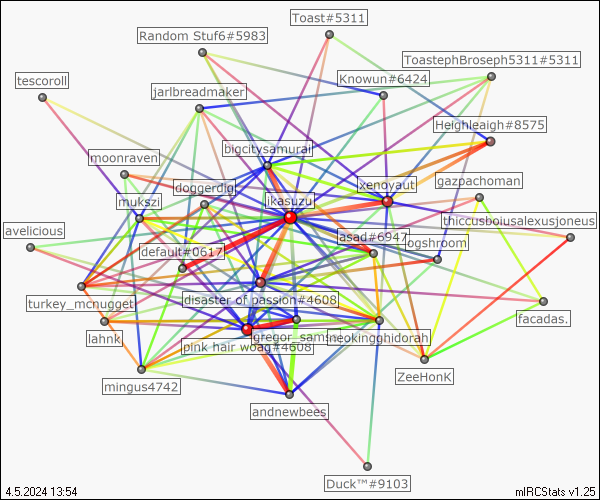 Toast#5311
Random Stuf6#5983
ToastephBroseph5311#5311
tescoroll
Knowun#6424
jarlbreadmaker
Heighleaigh#8575
bigcitysamurai
moonraven
xenoyaut
doggerdig
gazpachoman
mukszi
ikasuzu
thiccusboiusalexusjoneus
avelicious
asad#6947
ogshroom
default#0617
turkey_mcnugget
disaster of passion#4608
facadas.
lahnk
gregor_samsa
neokingghidorah
pink hair woag#4608
mingus4742
ZeeHonK
andnewbees
Duck™#9103
4.5.2024 13:54
mIRCStats v1.25